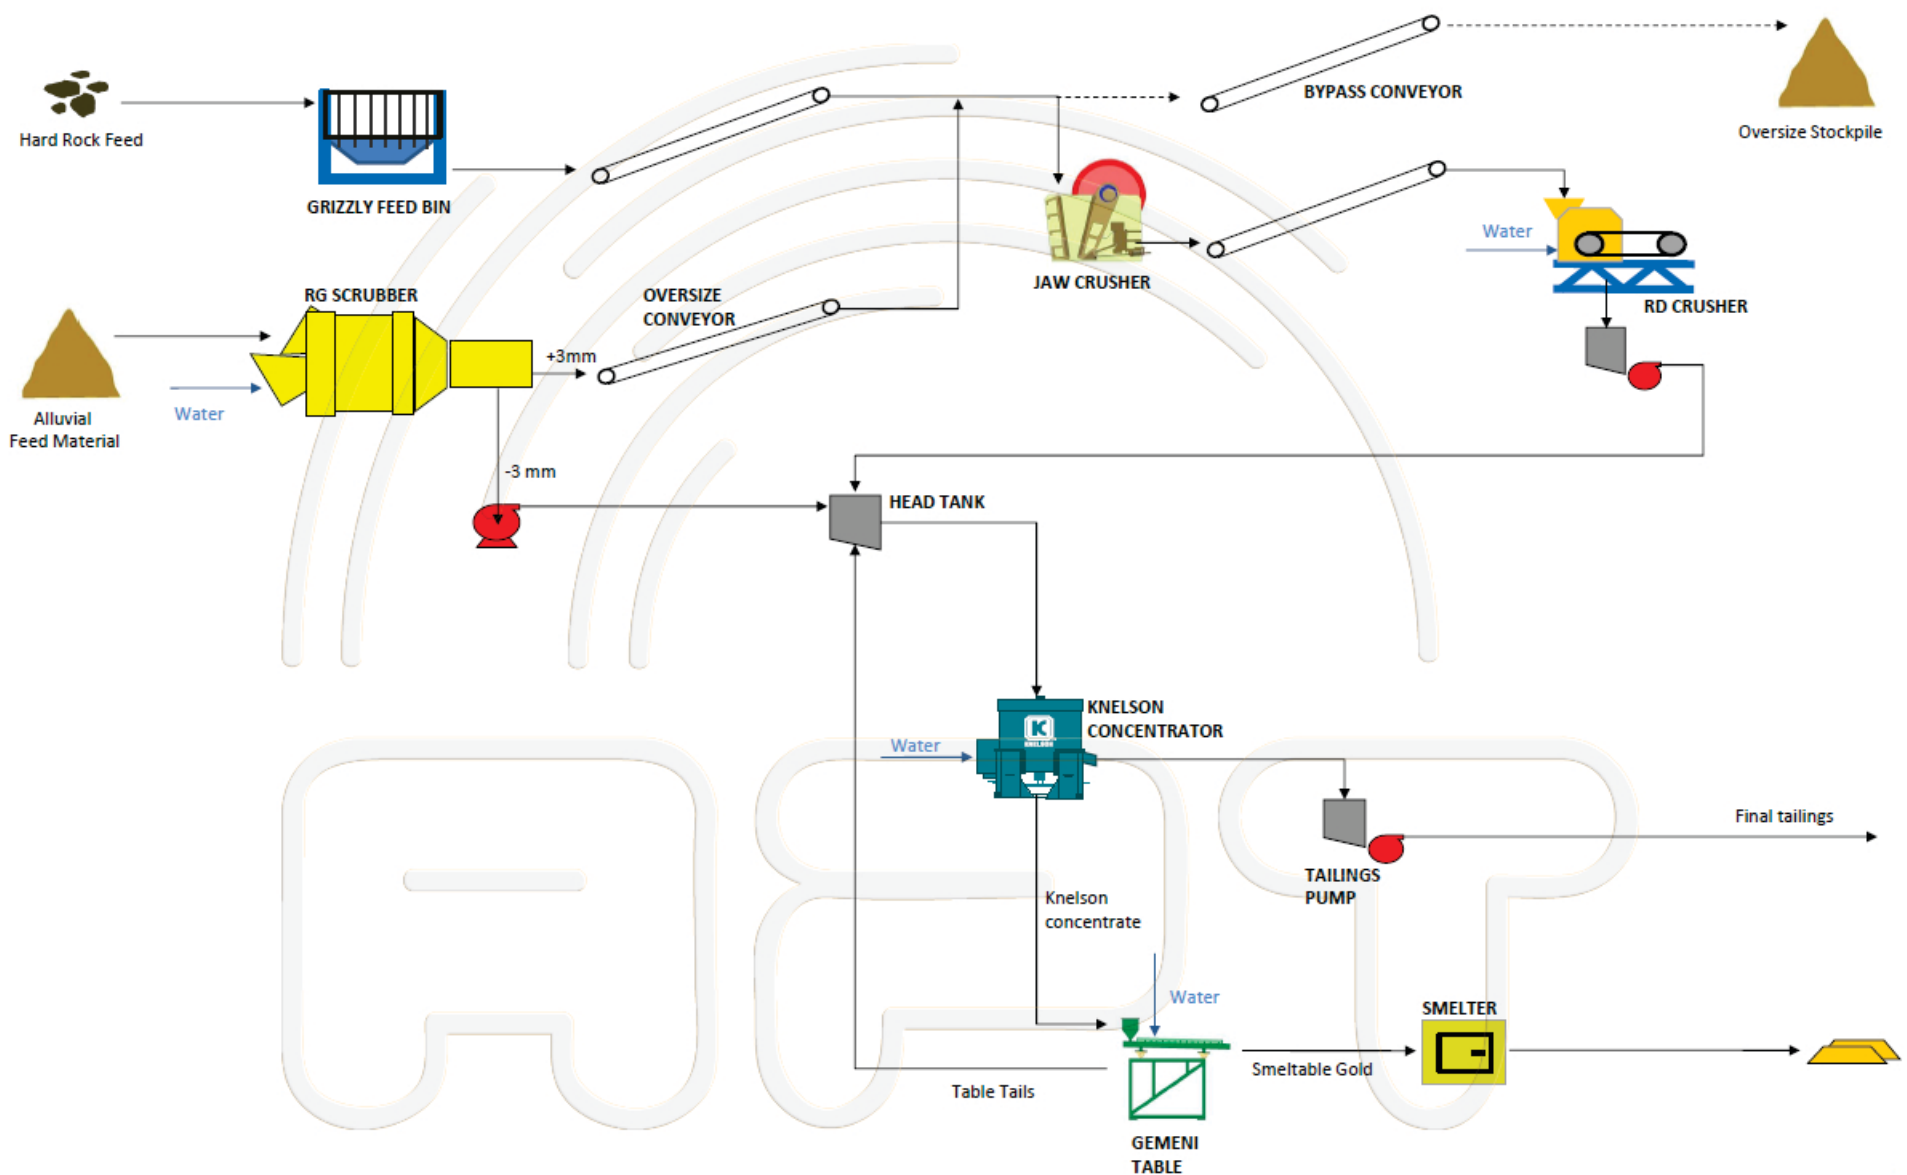 BYPASS CONVEYOR
Oversize Stockpile
Hard Rock Feed
GRIZZLY FEED BIN
Water
JAW CRUSHER
RD CRUSHER
RG SCRUBBER
OVERSIZE
CONVEYOR
+3mm
Water
Alluvial
Feed Material
-3 mm
HEAD TANK
KNELSON
CONCENTRATOR
K
KNELSON
Water
Final tailings
TAILINGS
PUMP
Knelson
concentrate
Water
SMELTER
Smeltable Gold
Table Tails
GEMENI
TABLE